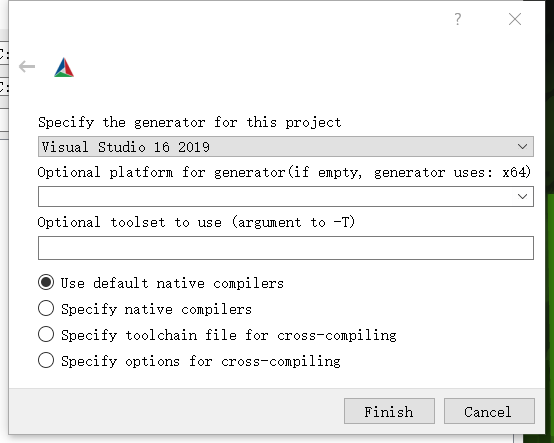 ?
C:
C:
Specify the generator for this project
Visual Studio 16 2019
Optional platform for generator(if empty, generator uses: x64)
Optional toolset to use (argument to -T)
Use default native compilers
Specify native compilers
Specify toolchain file for cross-compiling
Specify options for cross-compiling
Finish
Cancel